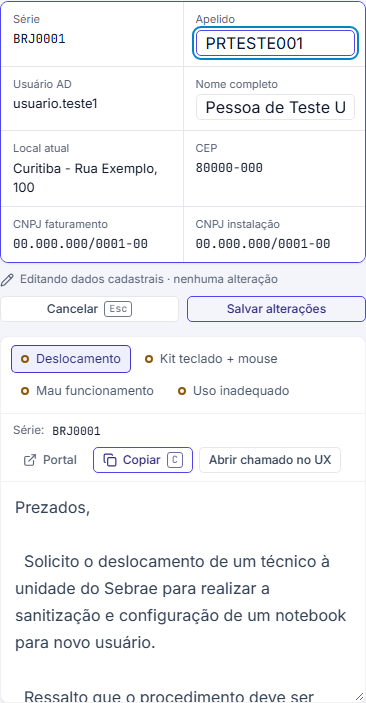 Série
BRJ0001
Apelido
PRTESTE001
Usuário AD
usuario.teste1
Nome completo
Pessoa de Teste U
Local atual
Curitiba - Rua Exemplo,
100
CEP
80000-000
CNPJ faturamento
00.000.000/0001-00
CNPJ instalação
00.000.000/0001-00
Editando dados cadastrais · nenhuma alteração
Cancelar Esc
Salvar alterações
Deslocamento
Kit teclado + mouse
Mau funcionamento
Uso inadequado
Série: BRJ0001
Portal
Copiar C
Abrir chamado no UX
Prezados,
Solicito o deslocamento de um técnico à
unidade do Sebrae para realizar a
sanitização e configuração de um notebook
para novo usuário.
Ressalto que o procedimento deve ser